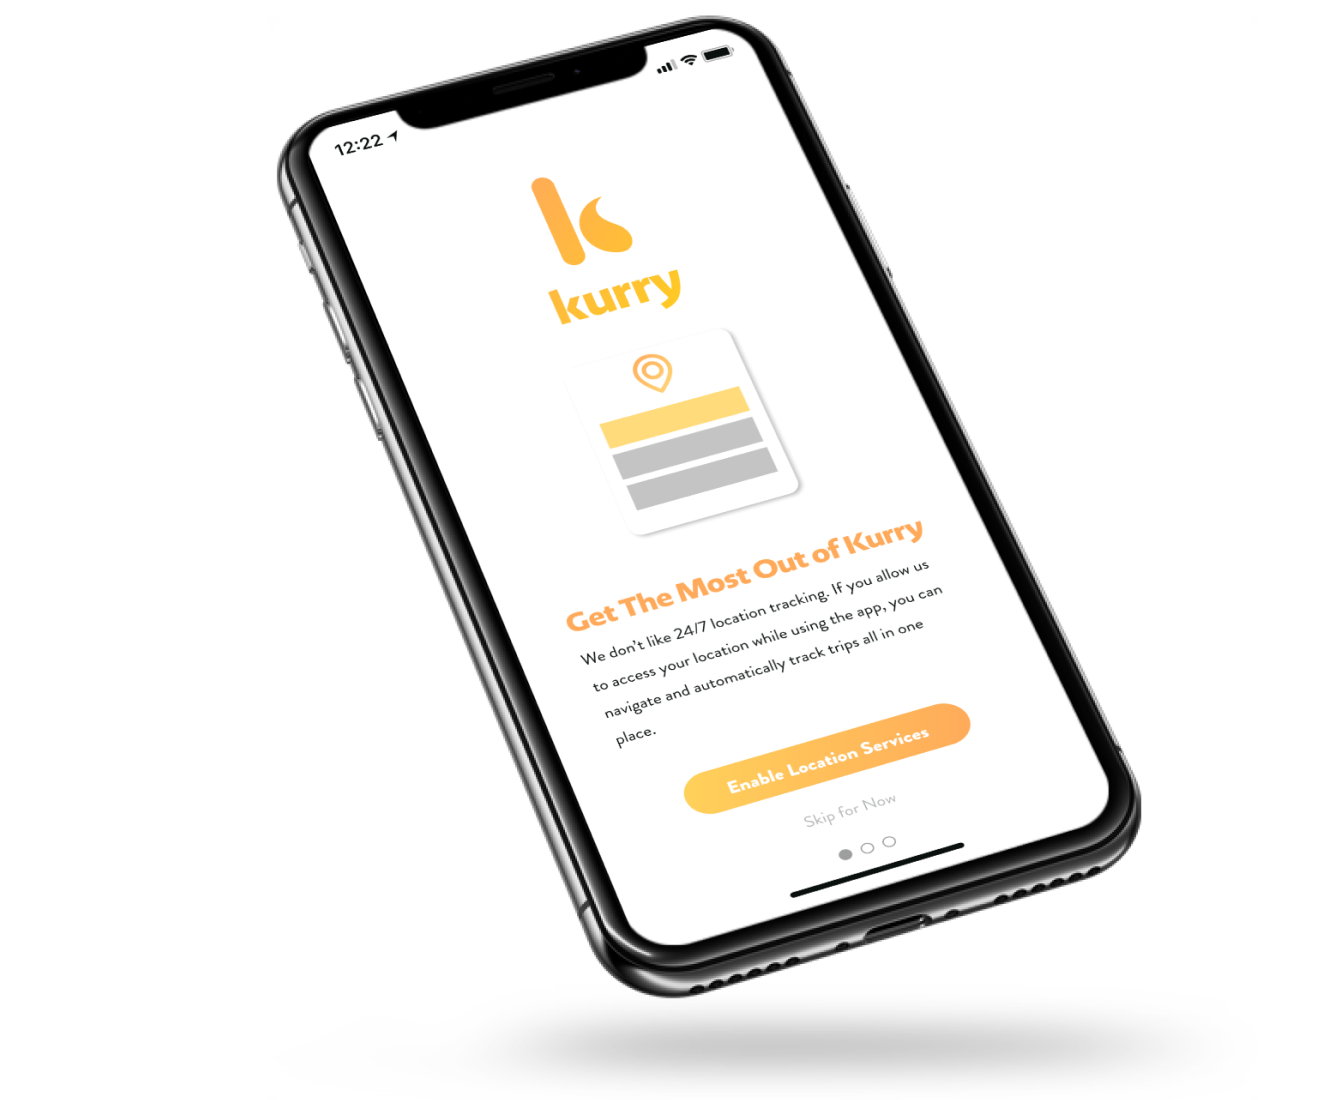 12:22
k
kurry
Get The Most Out of Kurry
We don't like 24/7 location tracking. If you allow us
to access your location while using the app, you can
navigate and automatically track trips all in one
place.
Enable Location Services
Skip for Now